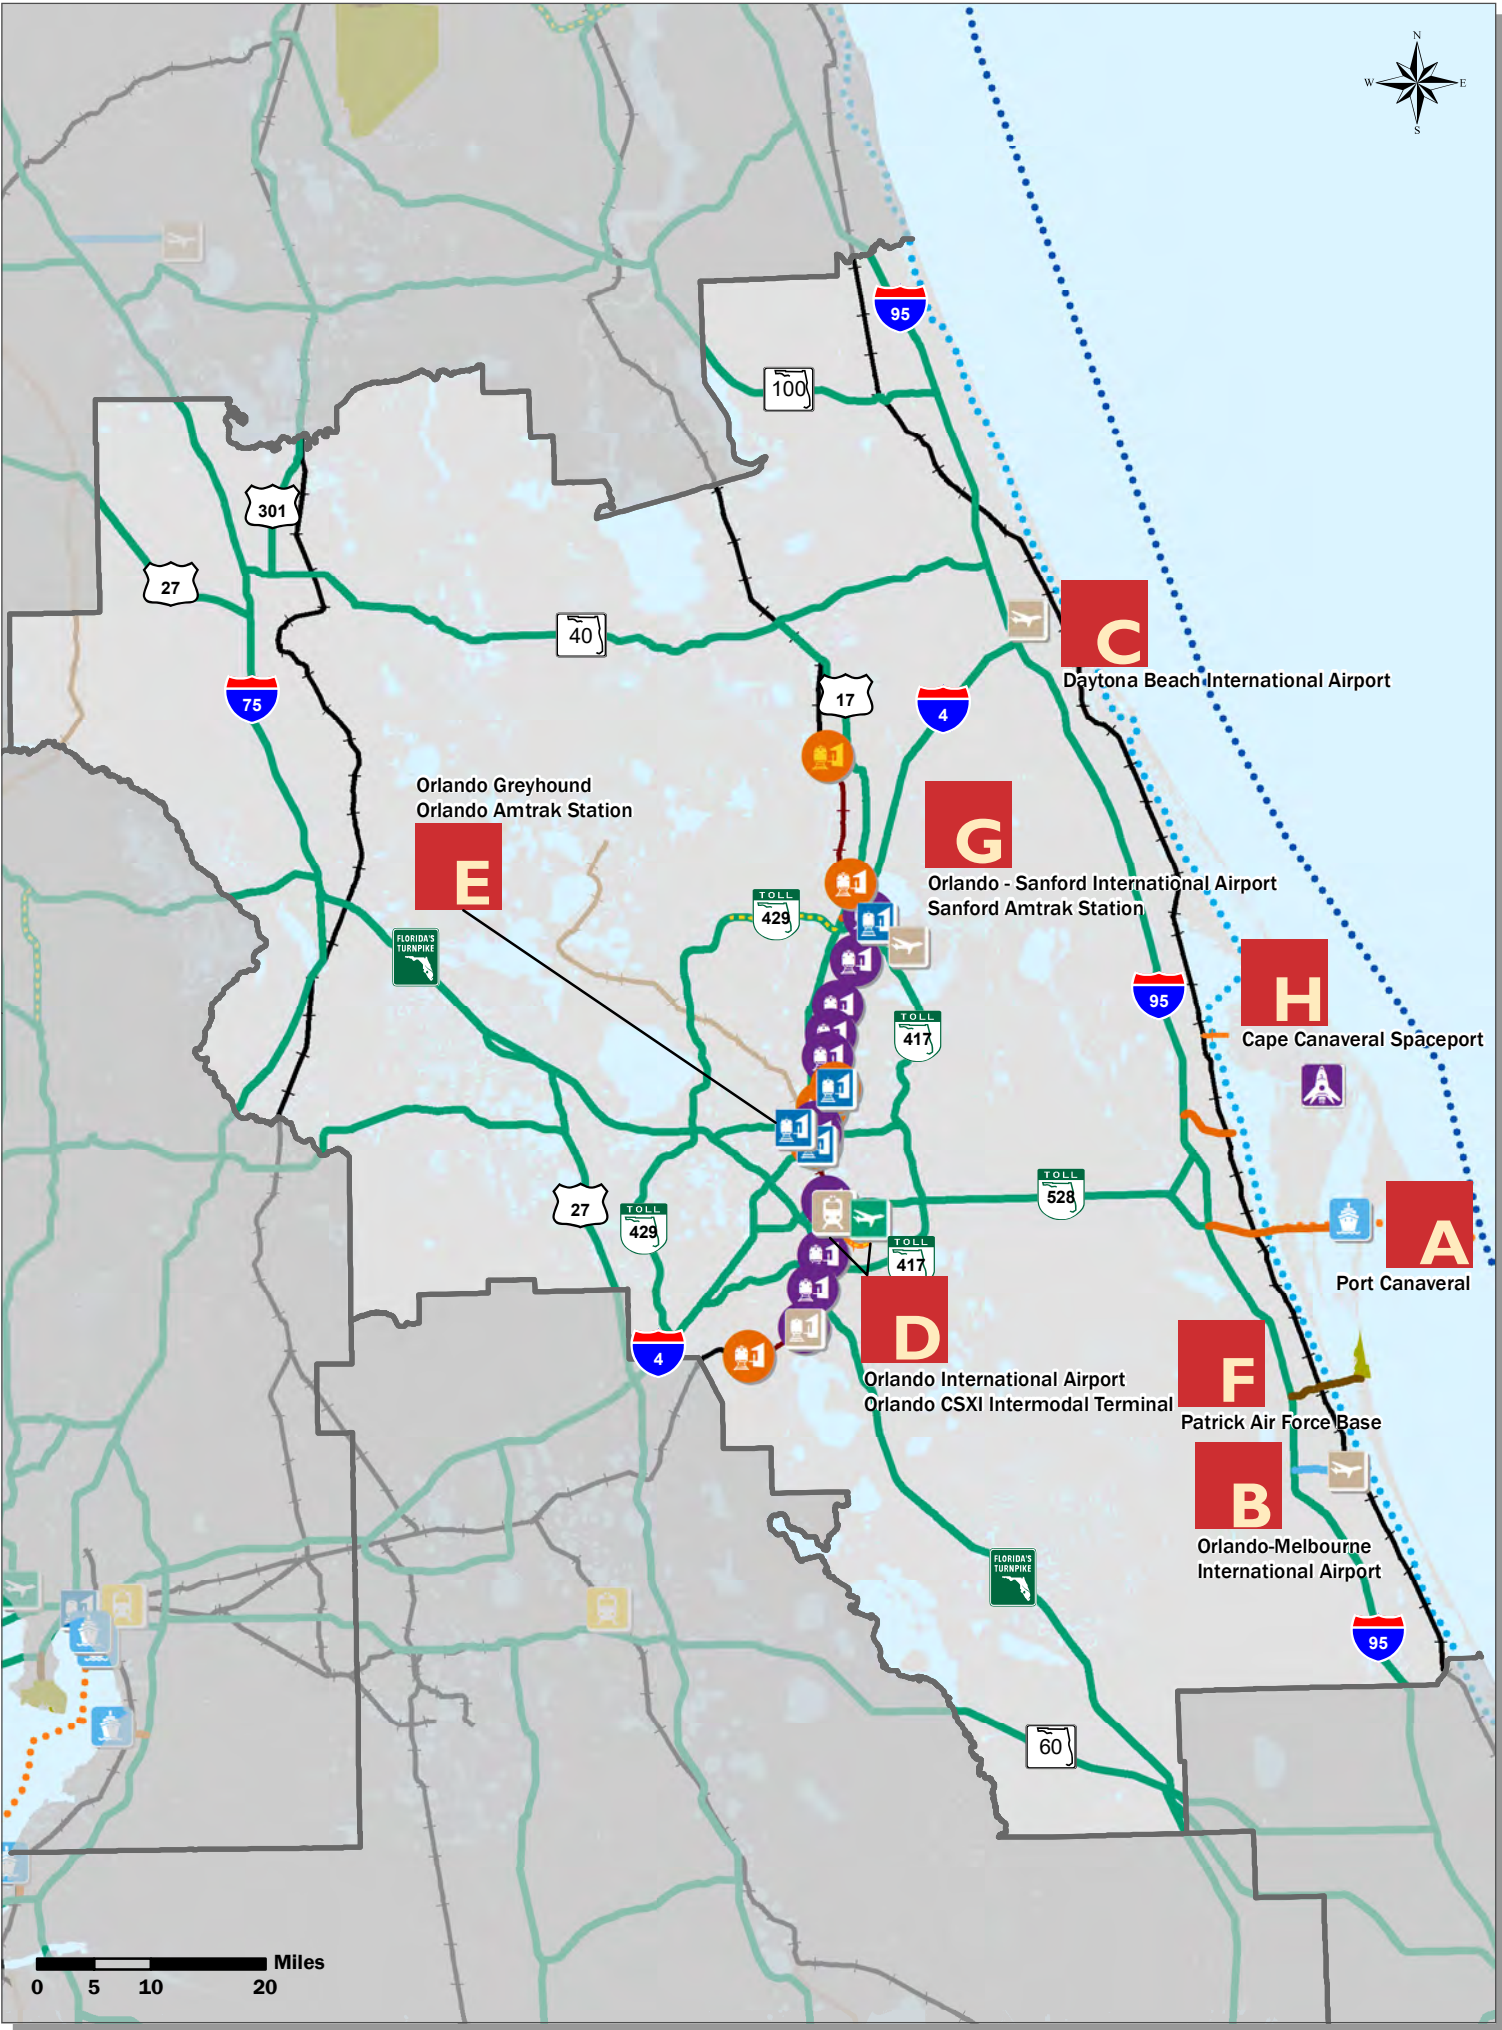 N
W E
S
95
100
301
27
40
C
Daytona Beach International Airport
75
17
4
Orlando Greyhound
Orlando Amtrak Station
E
G
Orlando - Sanford International Airport
Sanford Amtrak Station
TOLL
429
FLORIDA'S
TURNPIKE
H
Cape Canaveral Spaceport
95
TOLL
417
TOLL
528
27
TOLL
429
A
Port Canaveral
TOLL
417
D
Orlando International Airport
Orlando CSXI Intermodal Terminal
4
F
Patrick Air Force Base
B
Orlando-Melbourne
International Airport
FLORIDA'S
TURNPIKE
95
60
Miles
0 5 10 20